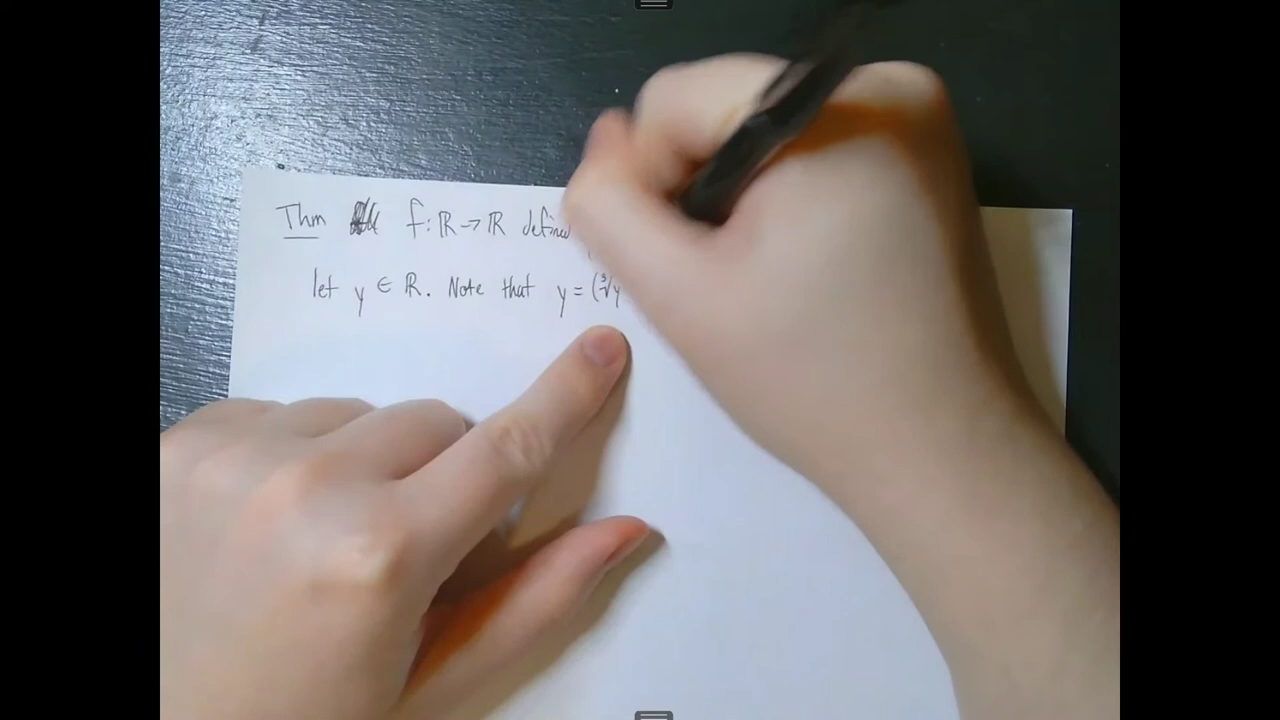 Thm f: ℝ → ℝ define
let y ∈ ℝ. Note that y = (∛y